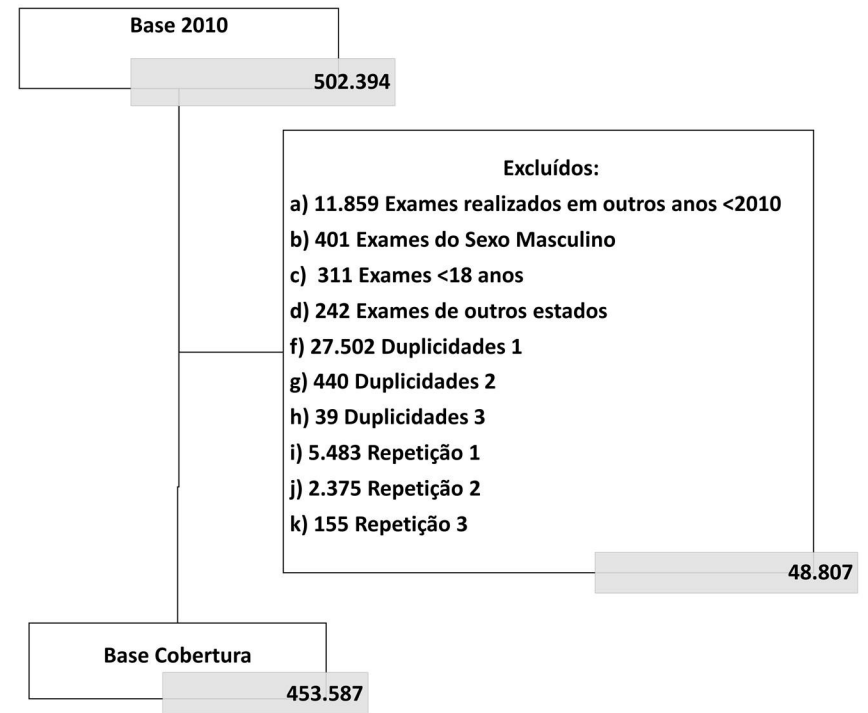 Base 2010
502.394
Excluídos:
a) 11.859 Exames realizados em outros anos <2010
b) 401 Exames do Sexo Masculino
c) 311 Exames <18 anos
d) 242 Exames de outros estados
f) 27.502 Duplicidades 1
g) 440 Duplicidades 2
h) 39 Duplicidades 3
i) 5.483 Repetição 1
j) 2.375 Repetição 2
k) 155 Repetição 3
48.807
Base Cobertura
453.587